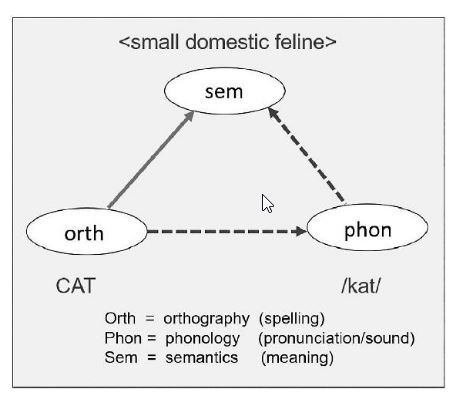 <small domestic feline>
sem
orth
phon
CAT
/kat/
Orth = orthography (spelling)
Phon = phonology (pronunciation/sound)
Sem = semantics (meaning)